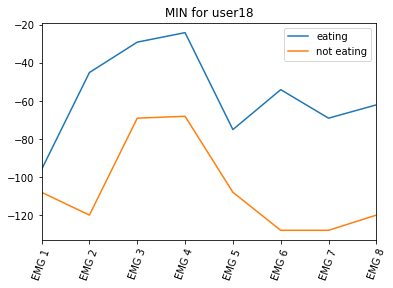 MIN for user18
eating
not eating
−20
−40
−60
−80
−100
−120
EMG 1
EMG 2
EMG 3
EMG 4
EMG 5
EMG 6
EMG 7
EMG 8